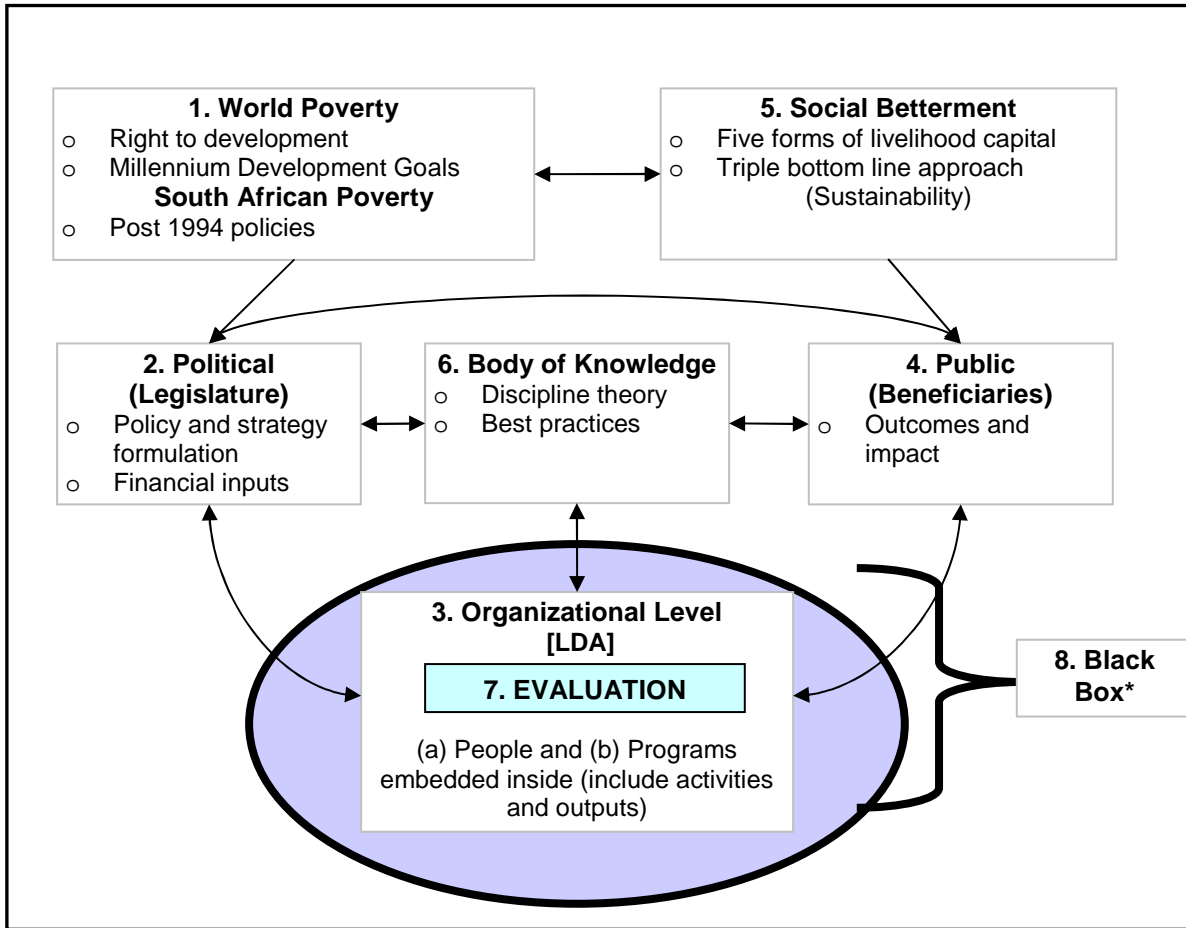 1. World Poverty
o Right to development
o Millennium Development Goals
South African Poverty
o Post 1994 policies
5. Social Betterment
o Five forms of livelihood capital
o Triple bottom line approach
(Sustainability)
2. Political
(Legislature)
o Policy and strategy
formulation
o Financial inputs
6. Body of Knowledge
o Discipline theory
o Best practices
4. Public
(Beneficiaries)
o Outcomes and
impact
3. Organizational Level
[LDA]
7. EVALUATION
(a) People and (b) Programs
embedded inside (include activities
and outputs)
8. Black
Box*